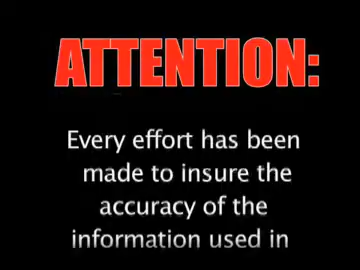 ATTENTION:
Every effort has been
made to insure the
accuracy of the
information used in